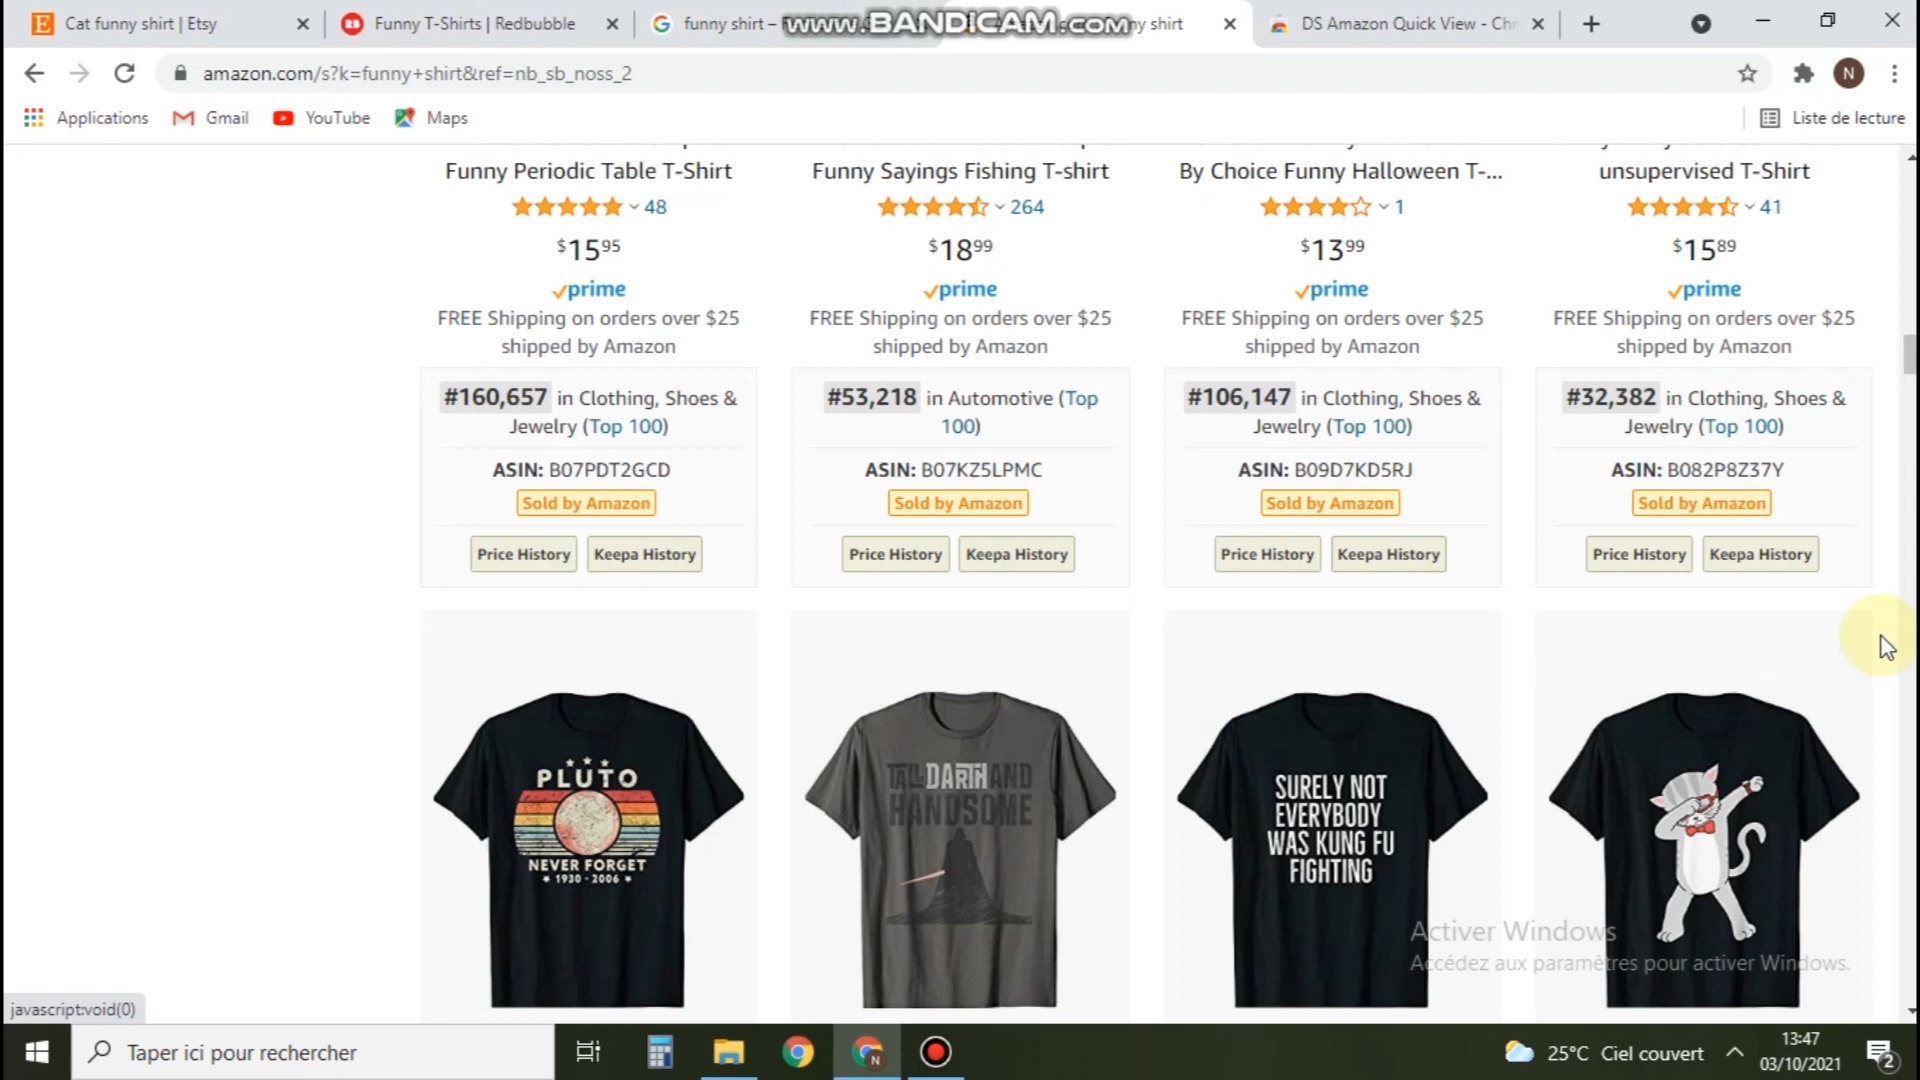 Cat funny shirt | Etsy
Funny T-Shirts | Redbubble
funny shirt –
www.BANDICAM.com
ny shirt
DS Amazon Quick View - Chr
amazon.com/s?k=funny+shirt&ref=nb_sb_noss_2
N
Applications
Gmail
YouTube
Maps
Liste de lecture
Funny Periodic Table T-Shirt
48
$15 95
prime
FREE Shipping on orders over $25
shipped by Amazon
#160,657 in Clothing, Shoes &
Jewelry (Top 100)
ASIN: B07PDT2GCD
Sold by Amazon
Price History
Keepa History
Funny Sayings Fishing T-shirt
264
$18 99
prime
FREE Shipping on orders over $25
shipped by Amazon
#53,218 in Automotive (Top
100)
ASIN: B07KZ5LPMC
Sold by Amazon
Price History
Keepa History
By Choice Funny Halloween T-...
1
$13 99
prime
FREE Shipping on orders over $25
shipped by Amazon
#106,147 in Clothing, Shoes &
Jewelry (Top 100)
ASIN: B09D7KD5RJ
Sold by Amazon
Price History
Keepa History
unsupervised T-Shirt
41
$15 89
prime
FREE Shipping on orders over $25
shipped by Amazon
#32,382 in Clothing, Shoes &
Jewelry (Top 100)
ASIN: B082P8Z37Y
Sold by Amazon
Price History
Keepa History
PLUTO
NEVER FORGET
1930 - 2006
TALL DARTH AND
HANDSOME
SURELY NOT
EVERYBODY
WAS KUNG FU
FIGHTING
Activer Windows
Accédez aux paramètres pour activer Windows.
javascript:void(0)
Taper ici pour rechercher
N
25°C Ciel couvert
13:47
03/10/2021
2